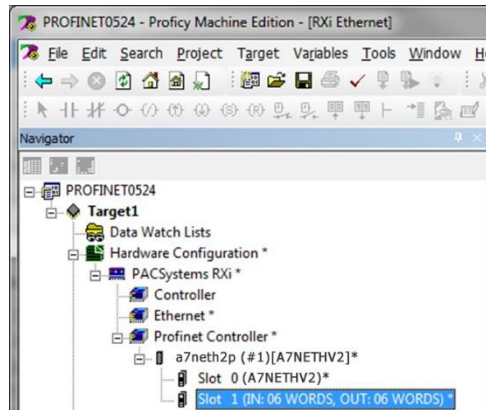 PROFINET0524 - Proficy Machine Edition - [RXi Ethernet]
File Edit Search Project Target Variables Tools Window
Navigator
PROFINET0524
Target1
Data Watch Lists
Hardware Configuration *
PACSystems RXi *
Controller
Ethernet *
Profinet Controller *
a7neth2p (#1)[A7NETHV2]*
Slot 0 (A7NETHV2)*
Slot 1 (IN: 06 WORDS, OUT: 06 WORDS) *